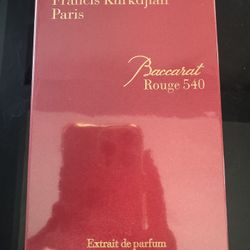 Francis Kurkdjian
Paris
Baccarat
Rouge 540
Extrait de parfum